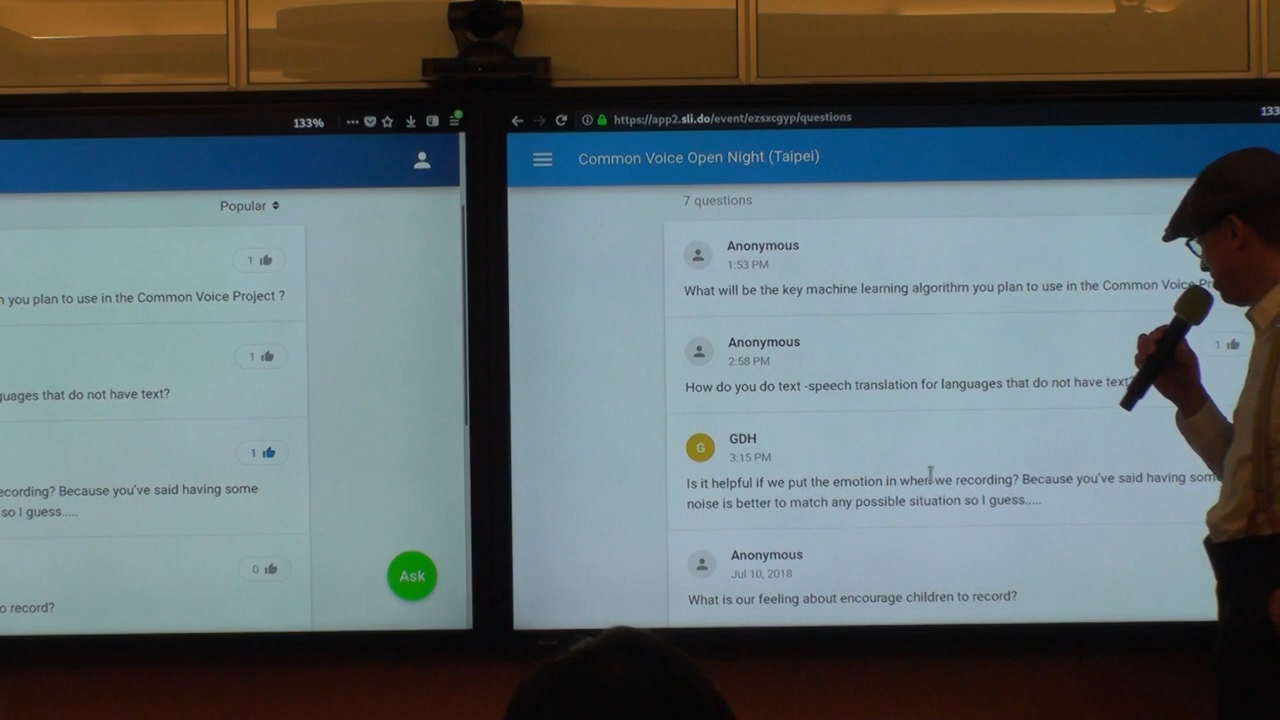 133%
Popular
1
n you plan to use in the Common Voice Project ?
1
guages that do not have text?
1
ecording? Because you've said having some
so I guess.....
0
Ask
o record?
https://app2.sli.do/event/ezsxcgyp/questions
133
Common Voice Open Night (Taipei)
7 questions
Anonymous
1:53 PM
What will be the key machine learning algorithm you plan to use in the Common Voice Pr
Anonymous
2:58 PM
1
How do you do text -speech translation for languages that do not have text?
G
GDH
3:15 PM
Is it helpful if we put the emotion in when we recording? Because you've said having som
noise is better to match any possible situation so I guess.....
Anonymous
Jul 10, 2018
What is our feeling about encourage children to record?